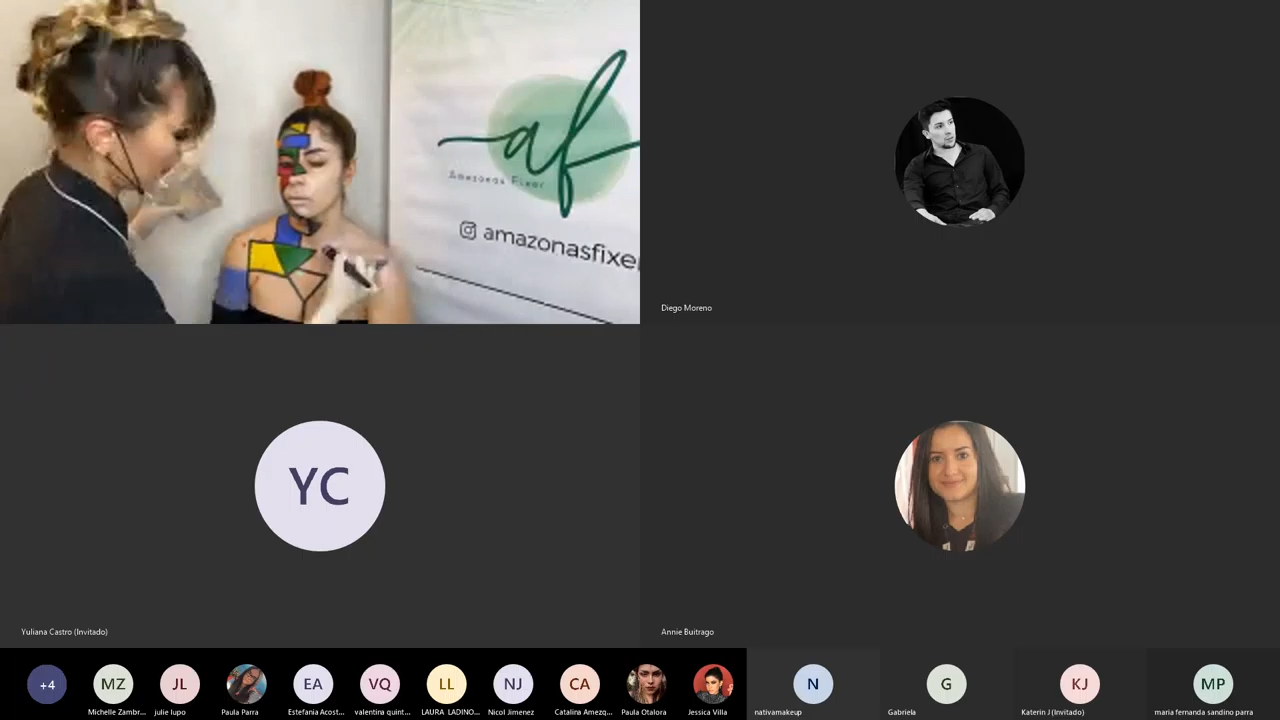 af
Amazonas Fixer
amazonasfixe
Diego Moreno
YC
Yuliana Castro (Invitado)
Annie Buitrago
+4
MZ
JL
EA
VQ
LL
NJ
CA
N
G
KJ
MP
Michelle Zambr...
julie lupo
Paula Parra
Estefania Acost...
valentina quint...
LAURA LADINO...
Nicol Jimenez
Catalina Amezq...
Paula Otalora
Jessica Villa
nativamakeup
Gabriela
Katerin J (Invitado)
maria fernanda sandino parra